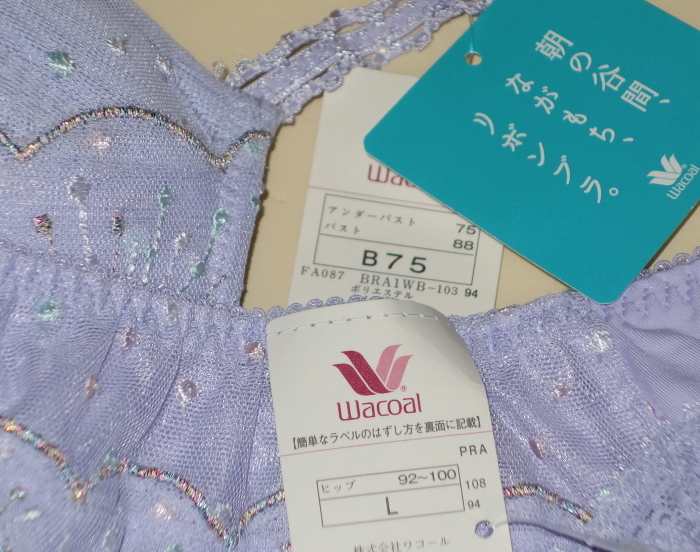 朝の谷間、
ながもち、
リボンブラ。
Wacoal
Wacoal
アンダーバスト 75
バスト 88
B75
FA087 BRA1WB-103 94
ポリエステル
Wacoal
【簡単なラベルのはずし方を裏面に記載】
PRA
ヒップ 92〜100
L
108
94
株式会社ワコール